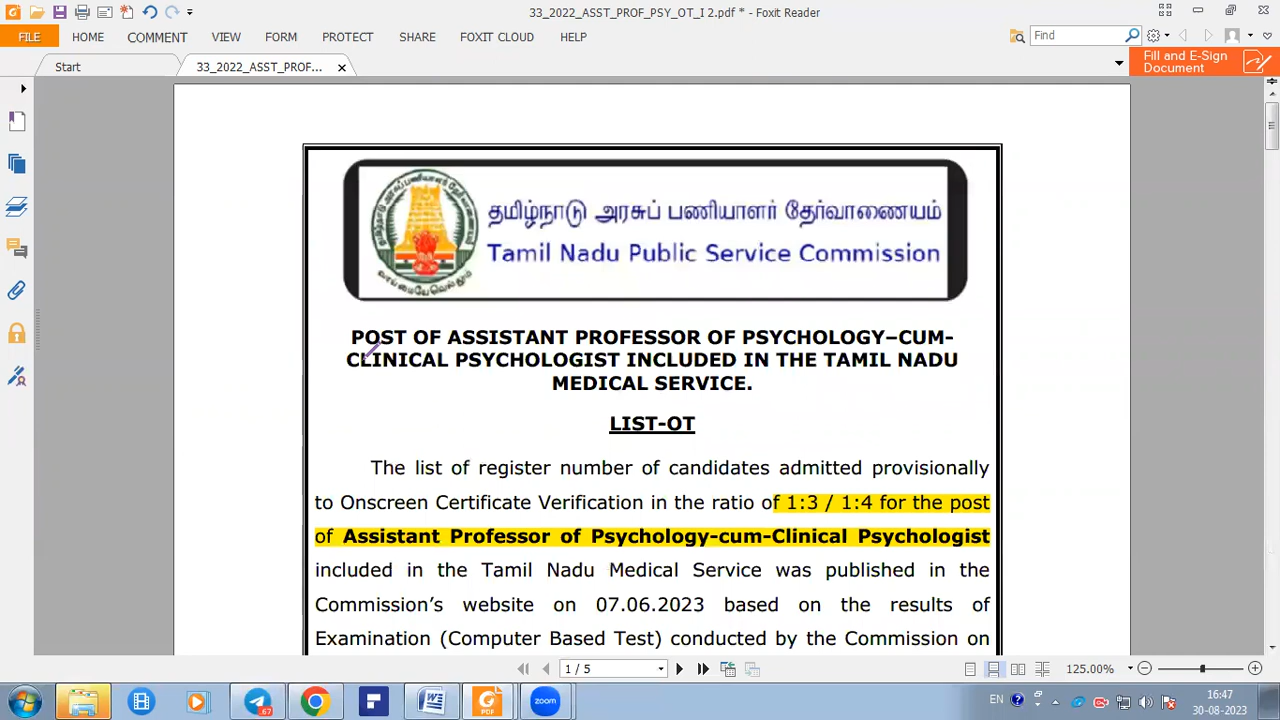 33_2022_ASST_PROF_PSY_OT_I 2.pdf * - Foxit Reader
FILE HOME COMMENT VIEW FORM PROTECT SHARE FOXIT CLOUD HELP Find
Start 33_2022_ASST_PROF... Fill and E-Sign
Document
தமிழ்நாடு அரசுப் பணியாளர் தேர்வாணையம்
Tamil Nadu Public Service Commission
வாய்மையே வெல்லும்
POST OF ASSISTANT PROFESSOR OF PSYCHOLOGY–CUM-
CLINICAL PSYCHOLOGIST INCLUDED IN THE TAMIL NADU
MEDICAL SERVICE.
LIST-OT
The list of register number of candidates admitted provisionally
to Onscreen Certificate Verification in the ratio of 1:3 / 1:4 for the post
of Assistant Professor of Psychology-cum-Clinical Psychologist
included in the Tamil Nadu Medical Service was published in the
Commission's website on 07.06.2023 based on the results of
Examination (Computer Based Test) conducted by the Commission on
1 / 5 125.00%
67 PDF zoom EN 16:47
30-08-2023